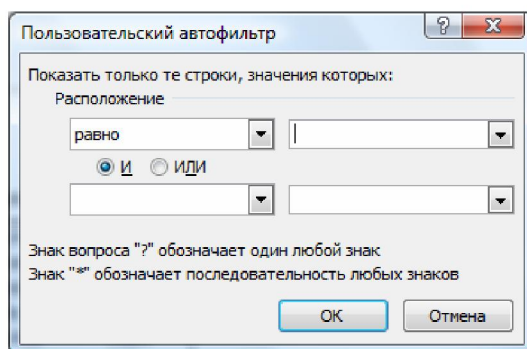 Пользовательский автофильтр
Показать только те строки, значения которых:
Расположение
равно
И ИЛИ
Знак вопроса "?" обозначает один любой знак
Знак "*" обозначает последовательность любых знаков
ОК Отмена